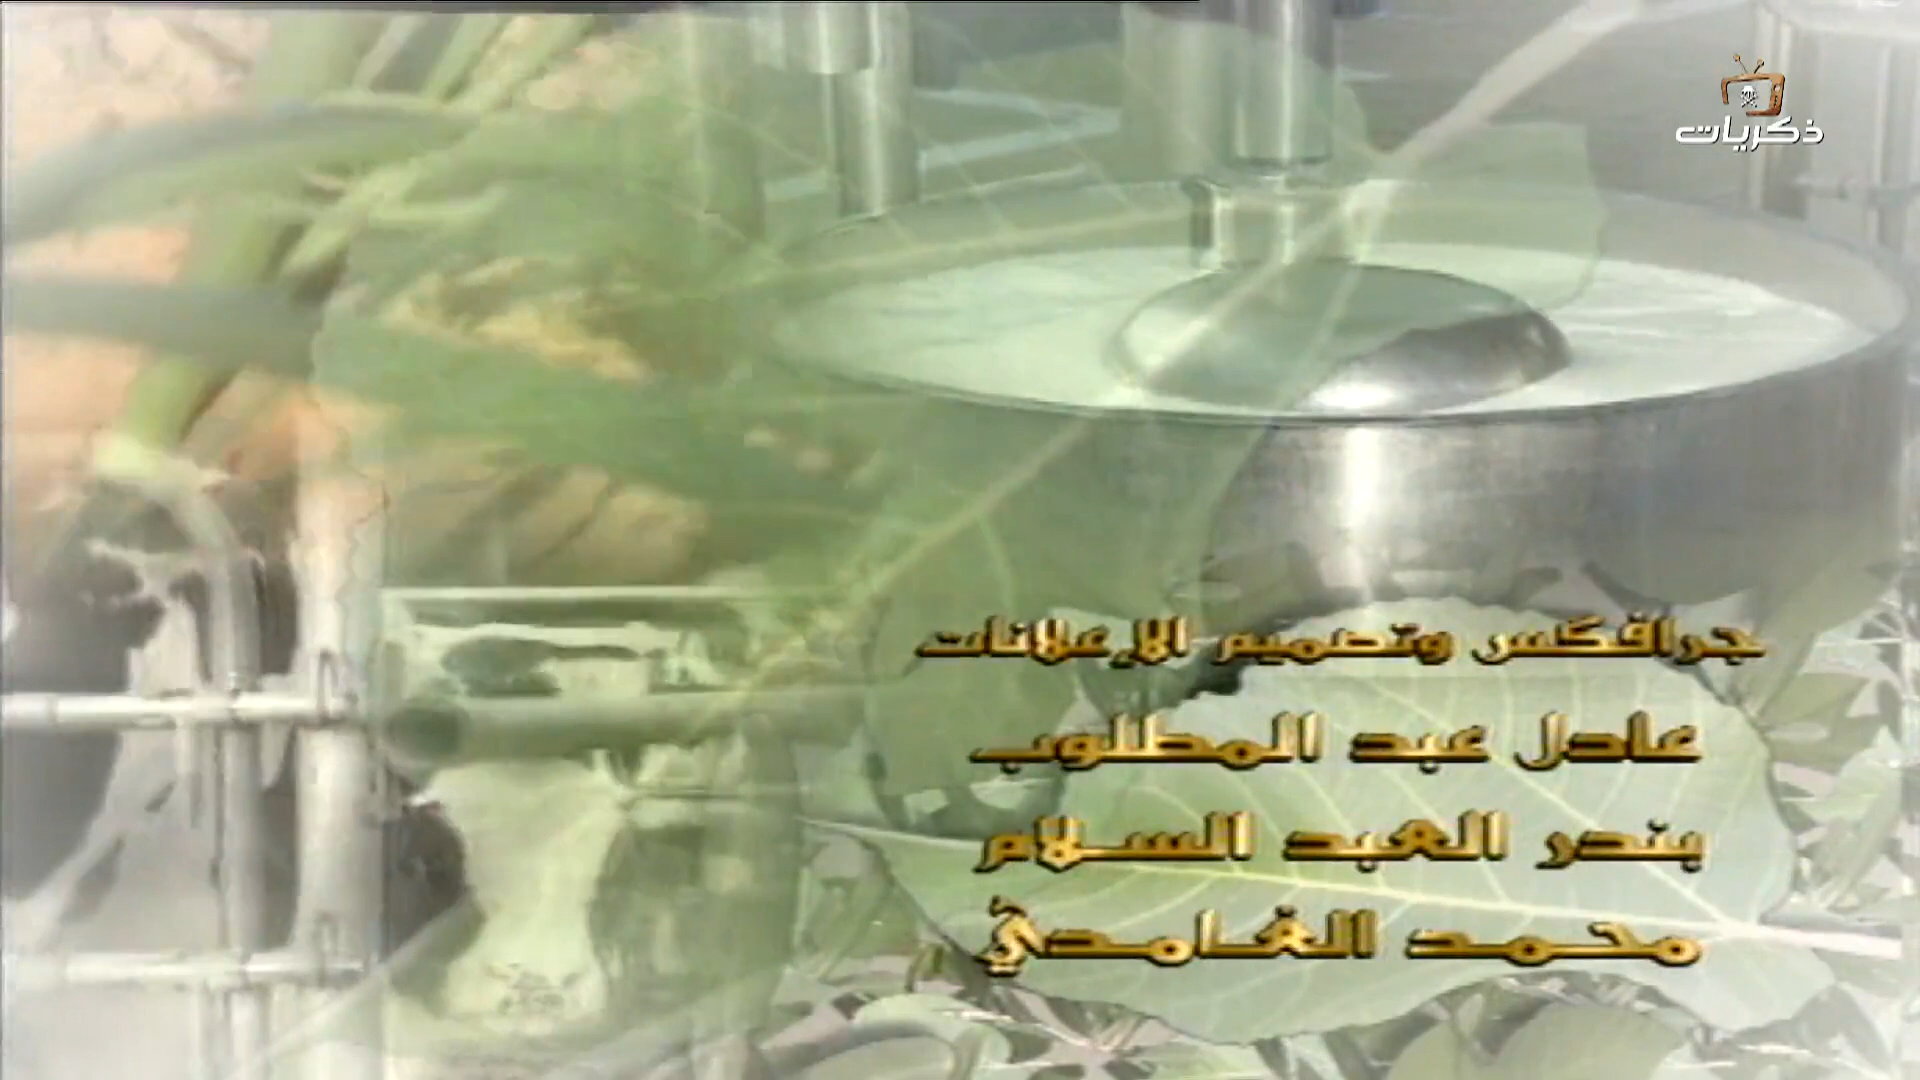 ذكريات
جرافكس وتصميم الإعلانات
عادل عبد المطلوب
بندر العبد السلام
محمد الغامدي